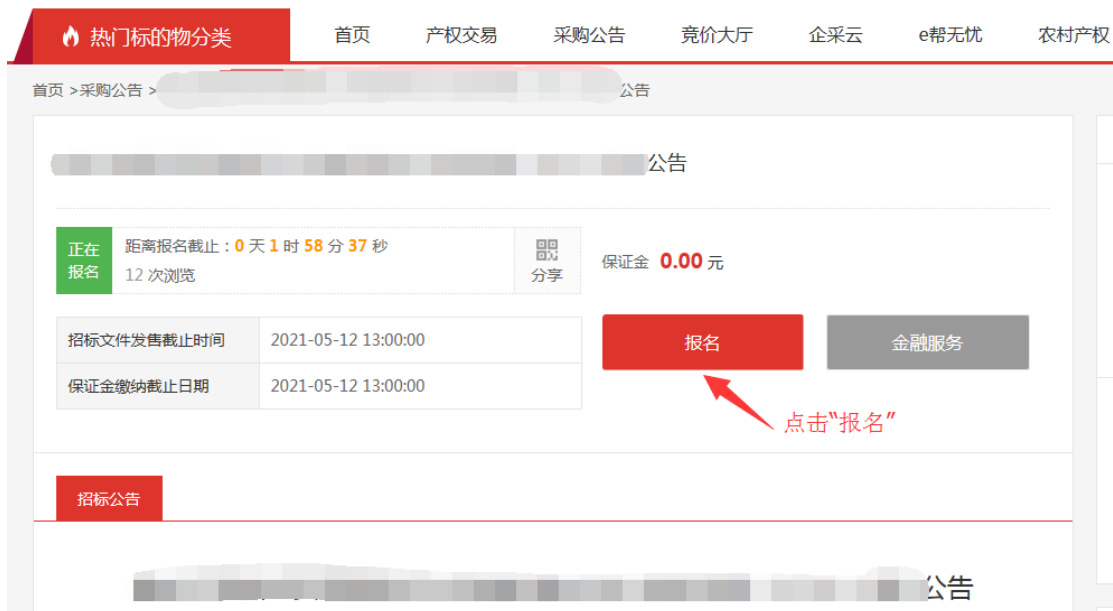 热门标的物分类 首页 产权交易 采购公告 竞价大厅 企采云 e帮无忧 农村产权
首页 >采购公告 > 公告
公告
正在
报名
距离报名截止：0 天 1 时 58 分 37 秒
12 次浏览
分享
保证金 0.00 元
招标文件发售截止时间 2021-05-12 13:00:00
保证金缴纳截止日期 2021-05-12 13:00:00
报名 金融服务
点击“报名”
招标公告
公告